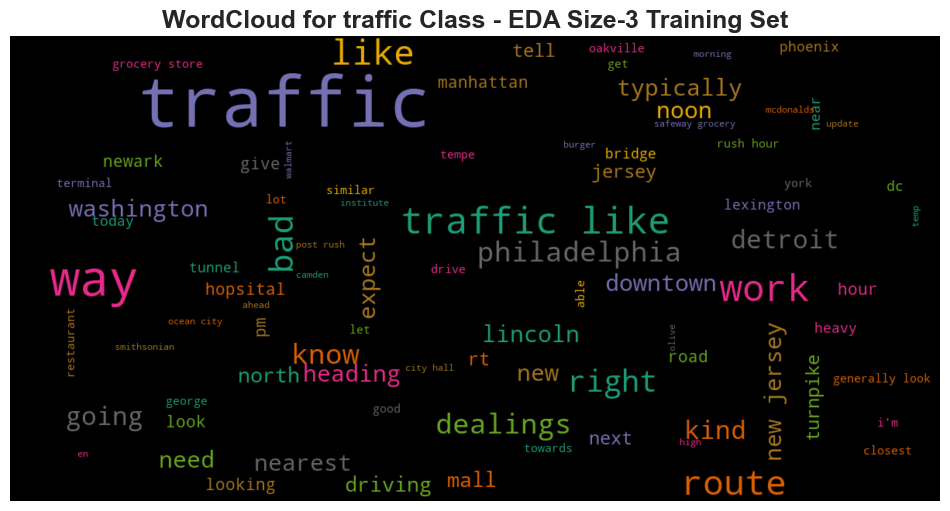 WordCloud for traffic Class - EDA Size-3 Training Set
like
tell
oakville
morning
phoenix
grocery store
get
traffic
manhattan
typically
noon
mcdonalds
near
safeway grocery
update
newark
give
walmart
tempe
burger
bridge
rush hour
jersey
terminal
similar
york
dc
washington
lot
institute
lexington
temp
today
bad
traffic like
post rush
philadelphia
detroit
tunnel
camden
expect
drive
way
hopsital
able
downtown
work
hour
ahead
restaurant
ocean city
pm
let
lincoln
olive
heavy
smithsonian
know
rt
road
new jersey
north
heading
city hall
new
right
turnpike
generally look
george
good
going
look
dealings
next
kind
i'm
high
en
towards
closest
need
nearest
looking
driving
mall
route